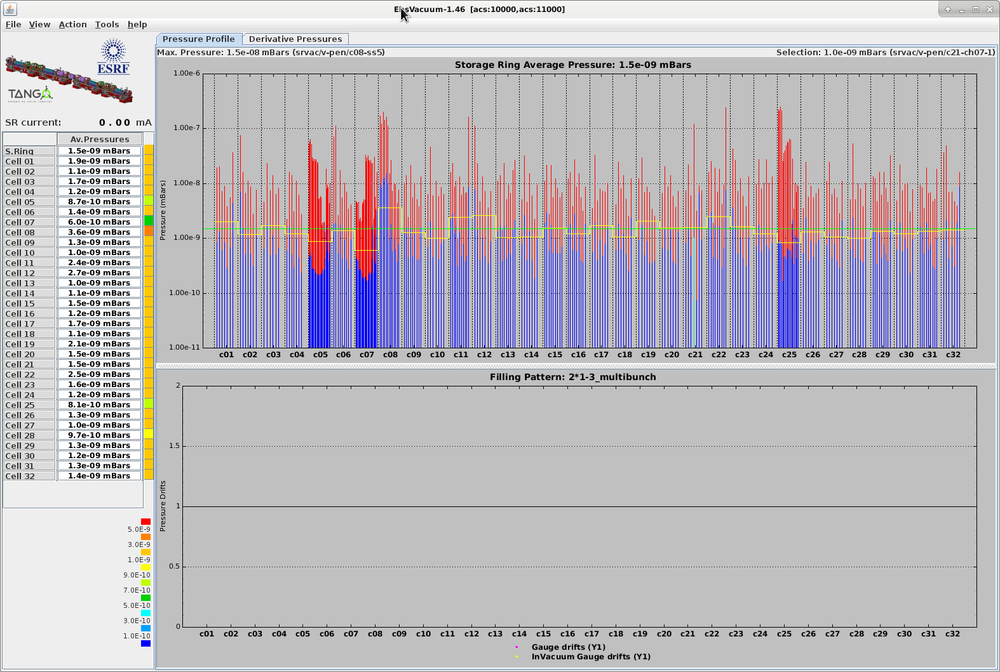 EbsVacuum-1.46 [acs:10000,acs:11000]
File View Action Tools help
Pressure Profile Derivative Pressures
Max. Pressure: 1.5e-08 mBars (srvac/v-pen/c08-ss5) Selection: 1.0e-09 mBars (srvac/v-pen/c21-ch07-1)
ESRF
TANGO
SR current: 0.00 mA
Av.Pressures
S.Ring 1.5e-09 mBars
Cell 01 1.9e-09 mBars
Cell 02 1.1e-09 mBars
Cell 03 1.7e-09 mBars
Cell 04 1.2e-09 mBars
Cell 05 8.7e-10 mBars
Cell 06 1.4e-09 mBars
Cell 07 6.0e-10 mBars
Cell 08 3.6e-09 mBars
Cell 09 1.3e-09 mBars
Cell 10 1.0e-09 mBars
Cell 11 2.4e-09 mBars
Cell 12 2.7e-09 mBars
Cell 13 1.0e-09 mBars
Cell 14 1.1e-09 mBars
Cell 15 1.5e-09 mBars
Cell 16 1.2e-09 mBars
Cell 17 1.7e-09 mBars
Cell 18 1.1e-09 mBars
Cell 19 2.1e-09 mBars
Cell 20 1.5e-09 mBars
Cell 21 1.5e-09 mBars
Cell 22 2.5e-09 mBars
Cell 23 1.6e-09 mBars
Cell 24 1.2e-09 mBars
Cell 25 8.1e-10 mBars
Cell 26 1.3e-09 mBars
Cell 27 1.0e-09 mBars
Cell 28 9.7e-10 mBars
Cell 29 1.3e-09 mBars
Cell 30 1.2e-09 mBars
Cell 31 1.3e-09 mBars
Cell 32 1.4e-09 mBars
5.0E-9
3.0E-9
1.0E-9
9.0E-10
7.0E-10
5.0E-10
3.0E-10
1.0E-10
Storage Ring Average Pressure: 1.5e-09 mBars
Pressure (mBars)
1.00e-6
1.00e-7
1.00e-8
1.00e-9
1.00e-10
1.00e-11
c01 c02 c03 c04 c05 c06 c07 c08 c09 c10 c11 c12 c13 c14 c15 c16 c17 c18 c19 c20 c21 c22 c23 c24 c25 c26 c27 c28 c29 c30 c31 c32
Filling Pattern: 2*1-3_multibunch
Pressure Drifts
2
1.5
1
0.5
0
c01 c02 c03 c04 c05 c06 c07 c08 c09 c10 c11 c12 c13 c14 c15 c16 c17 c18 c19 c20 c21 c22 c23 c24 c25 c26 c27 c28 c29 c30 c31 c32
Gauge drifts (Y1)
InVacuum Gauge drifts (Y1)